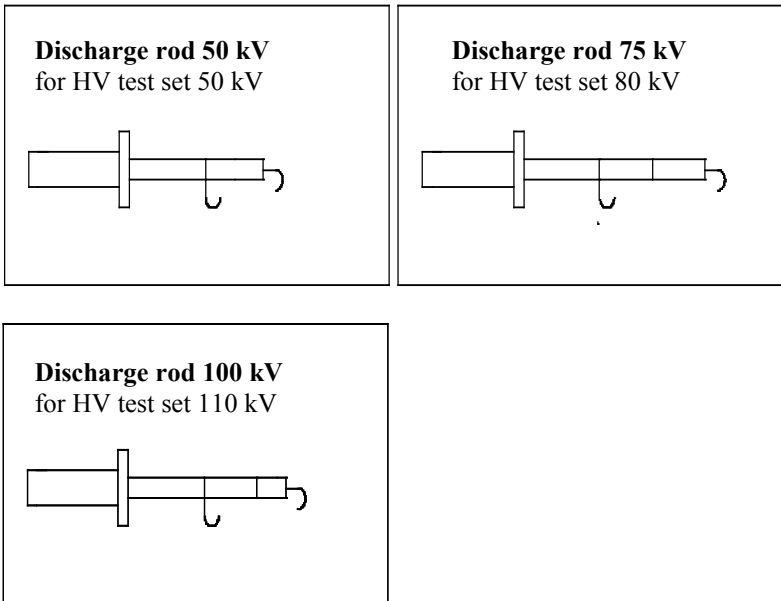 Discharge rod 50 kV
for HV test set 50 kV
Discharge rod 75 kV
for HV test set 80 kV
Discharge rod 100 kV
for HV test set 110 kV